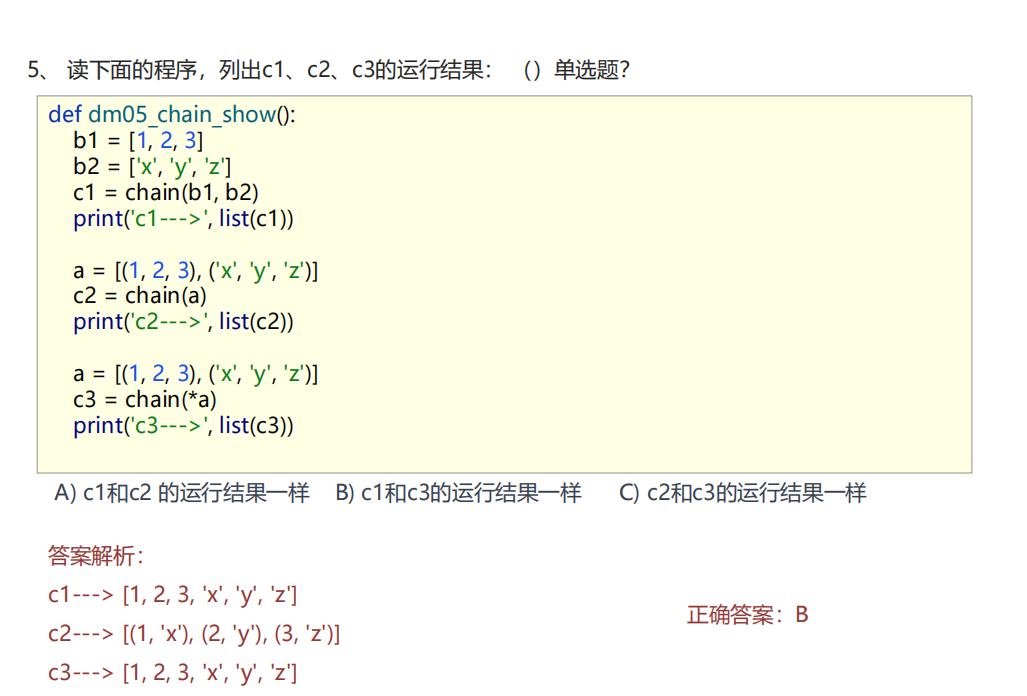 5、 读下面的程序，列出c1、c2、c3的运行结果： （）单选题？
def dm05_chain_show():
    b1 = [1, 2, 3]
    b2 = ['x', 'y', 'z']
    c1 = chain(b1, b2)
    print('c1--->', list(c1))

    a = [(1, 2, 3), ('x', 'y', 'z')]
    c2 = chain(a)
    print('c2--->', list(c2))

    a = [(1, 2, 3), ('x', 'y', 'z')]
    c3 = chain(*a)
    print('c3--->', list(c3))
A) c1和c2 的运行结果一样 B) c1和c3的运行结果一样 C) c2和c3的运行结果一样
答案解析：
c1---> [1, 2, 3, 'x', 'y', 'z']
正确答案：B
c2---> [(1, 'x'), (2, 'y'), (3, 'z')]
c3---> [1, 2, 3, 'x', 'y', 'z']